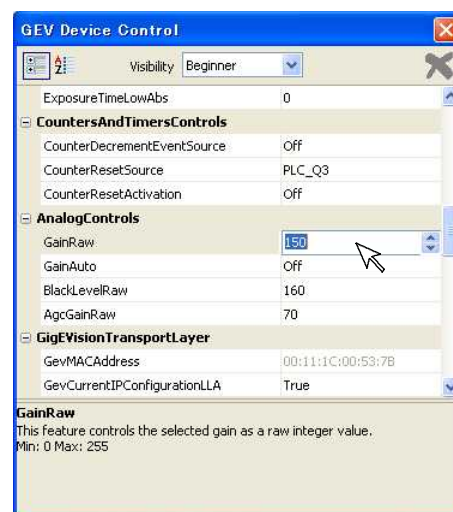 GEV Device Control
Visibility Beginner
ExposureTimeLowAbs 0
CountersAndTimersControls
CounterDecrementEventSource Off
CounterResetSource PLC_Q3
CounterResetActivation Off
AnalogControls
GainRaw 150
GainAuto Off
BlackLevelRaw 160
AgcGainRaw 70
GigEVisionTransportLayer
GevMACAddress 00:11:1C:00:53:7B
GevCurrentIPConfigurationLLA True
GainRaw
This feature controls the selected gain as a raw integer value.
Min: 0 Max: 255